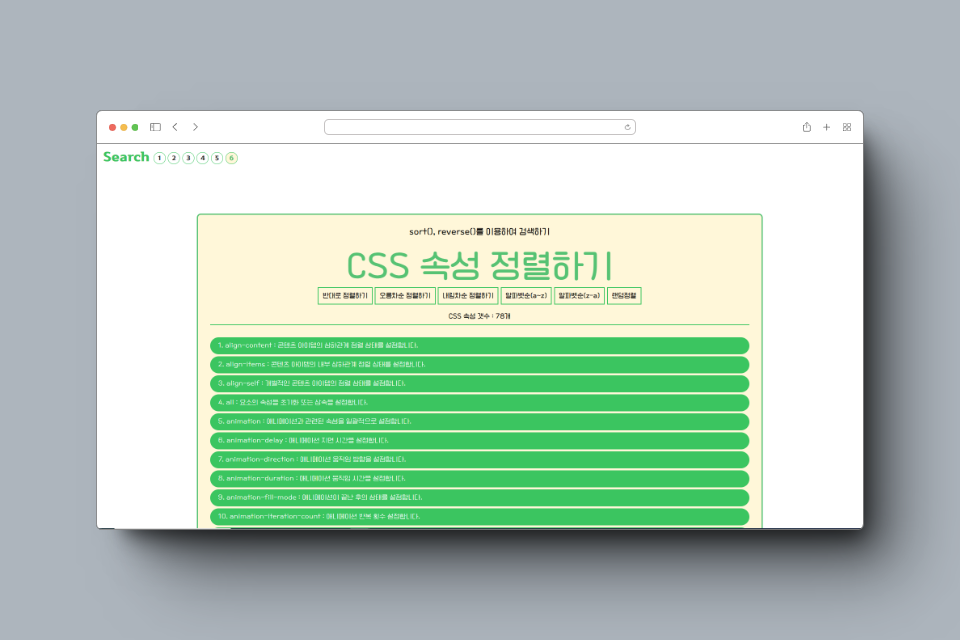 Search 1 2 3 4 5 6
sort(), reverse()를 이용하여 검색하기
CSS 속성 정렬하기
반대로 정렬하기 오름차순 정렬하기 내림차순 정렬하기 알파벳순(a-z) 알파벳순(z-a) 랜덤정렬
CSS 속성 갯수 : 78개
1. align-content : 콘텐츠 아이템의 상하관계 정렬 상태를 설정합니다.
2. align-items : 콘텐츠 아이템의 내부 상하관계 정렬 상태를 설정합니다.
3. align-self : 개별적인 콘텐츠 아이템의 정렬 상태를 설정합니다.
4. all : 요소의 속성을 초기화 또는 상속을 설정합니다.
5. animation : 애니메이션과 관련된 속성을 일괄적으로 설정합니다.
6. animation-delay : 애니메이션 지연 시간을 설정합니다.
7. animation-direction : 애니메이션 움직임 방향을 설정합니다.
8. animation-duration : 애니메이션 움직임 시간을 설정합니다.
9. animation-fill-mode : 애니메이션이 끝난 후의 상태를 설정합니다.
10. animation-iteration-count : 애니메이션 반복 횟수 설정합니다.